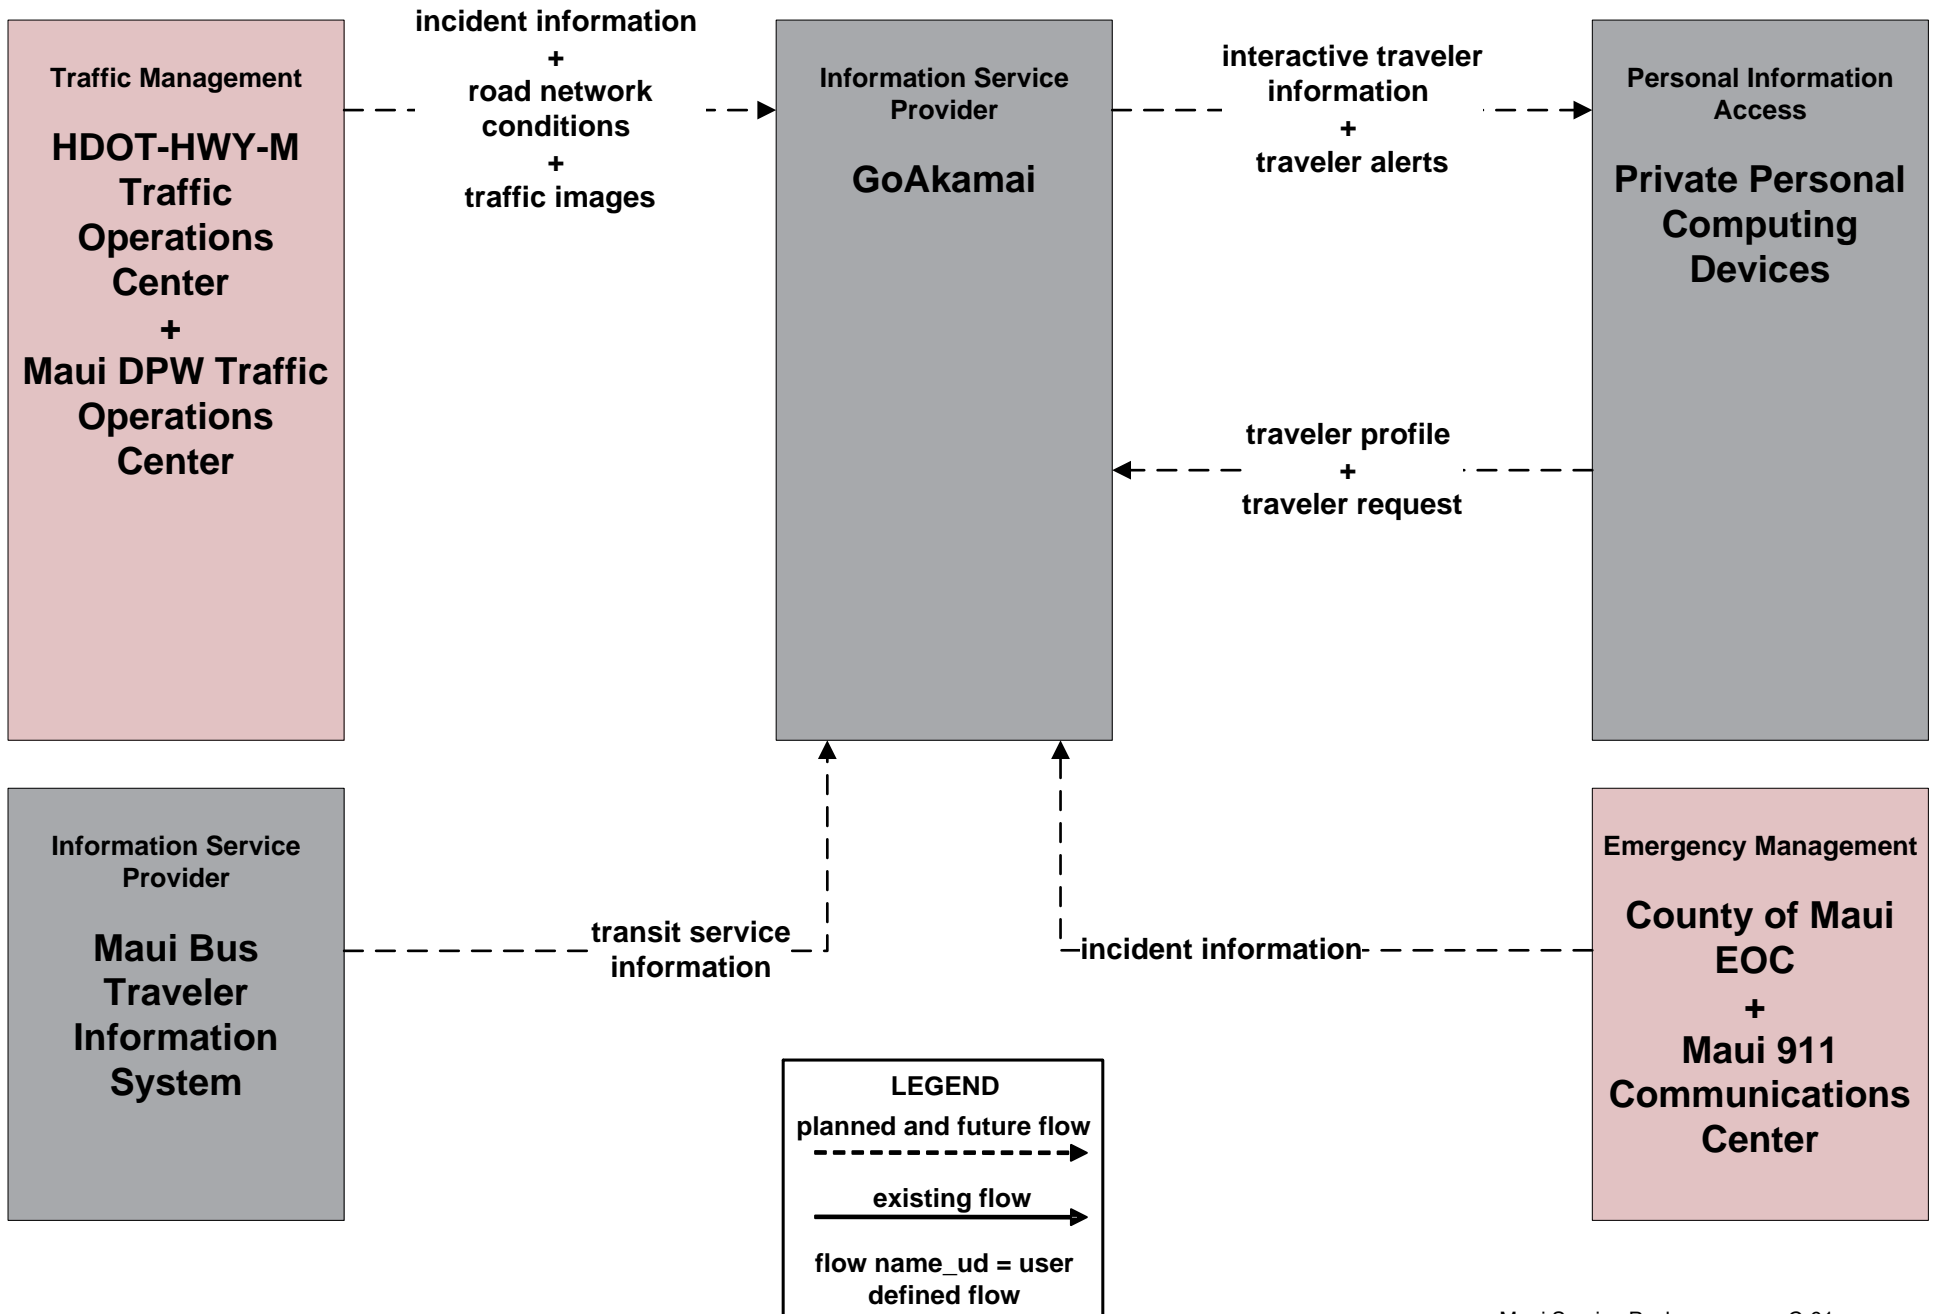 Traffic Management
HDOT-HWY-M
Traffic
Operations
Center
+
Maui DPW Traffic
Operations
Center
incident information
+
road network
conditions
+
traffic images
Information Service
Provider
GoAkamai
interactive traveler
information
+
traveler alerts
traveler profile
+
traveler request
Personal Information
Access
Private Personal
Computing
Devices
Information Service
Provider
Maui Bus
Traveler
Information
System
transit service
information
incident information
Emergency Management
County of Maui
EOC
+
Maui 911
Communications
Center
LEGEND
planned and future flow
existing flow
flow name_ud = user
defined flow